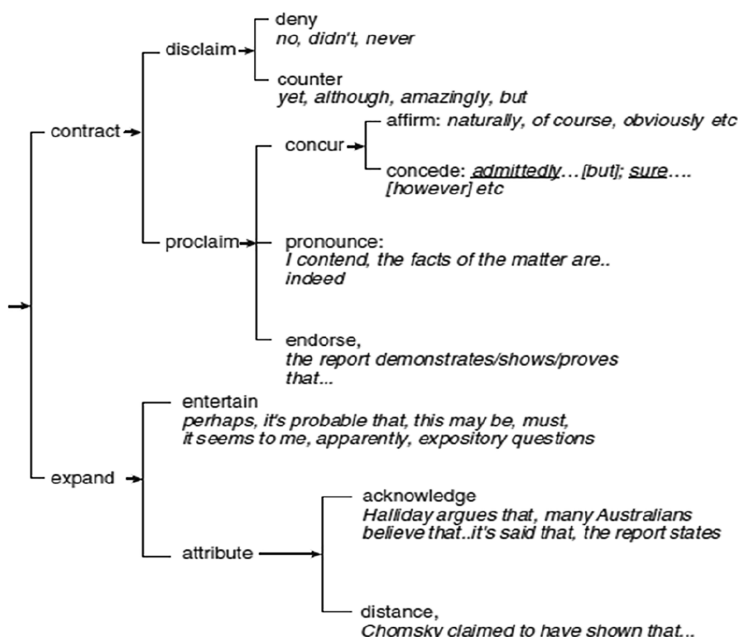 deny
no, didn't, never
disclaim
counter
yet, although, amazingly, but
contract
affirm: naturally, of course, obviously etc
concur
concede: admittedly...[but]; sure....
[however] etc
proclaim
pronounce:
I contend, the facts of the matter are..
indeed
endorse,
the report demonstrates/shows/proves
that...
entertain
perhaps, it's probable that, this may be, must,
it seems to me, apparently, expository questions
expand
acknowledge
Halliday argues that, many Australians
believe that..it's said that, the report states
attribute
distance,
Chomsky claimed to have shown that...